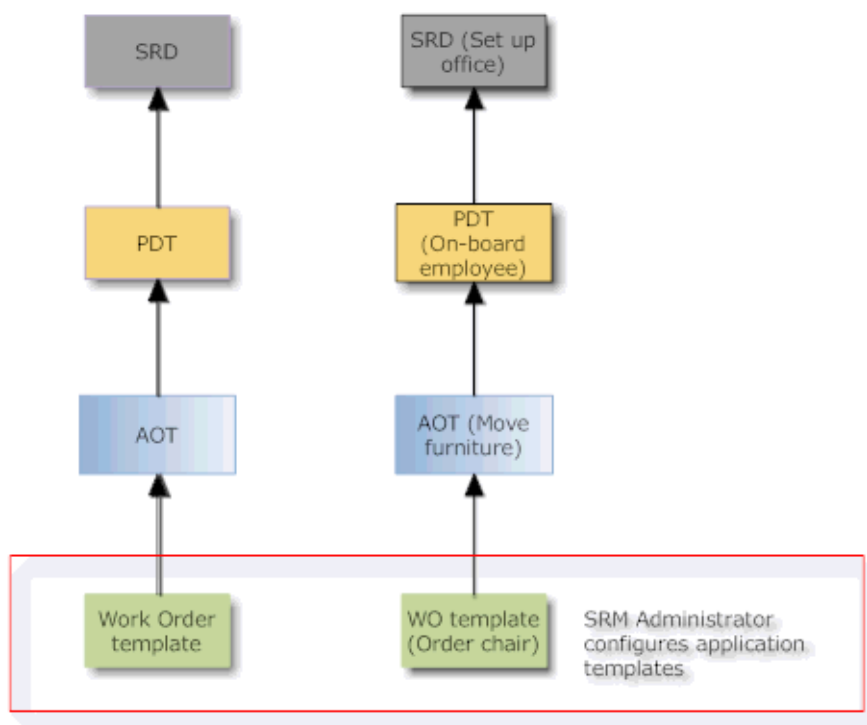 SRD
SRD (Set up
office)
PDT
PDT
(On-board
employee)
AOT
AOT (Move
furniture)
Work Order
template
WO template
(Order chair)
SRM Administrator
configures application
templates